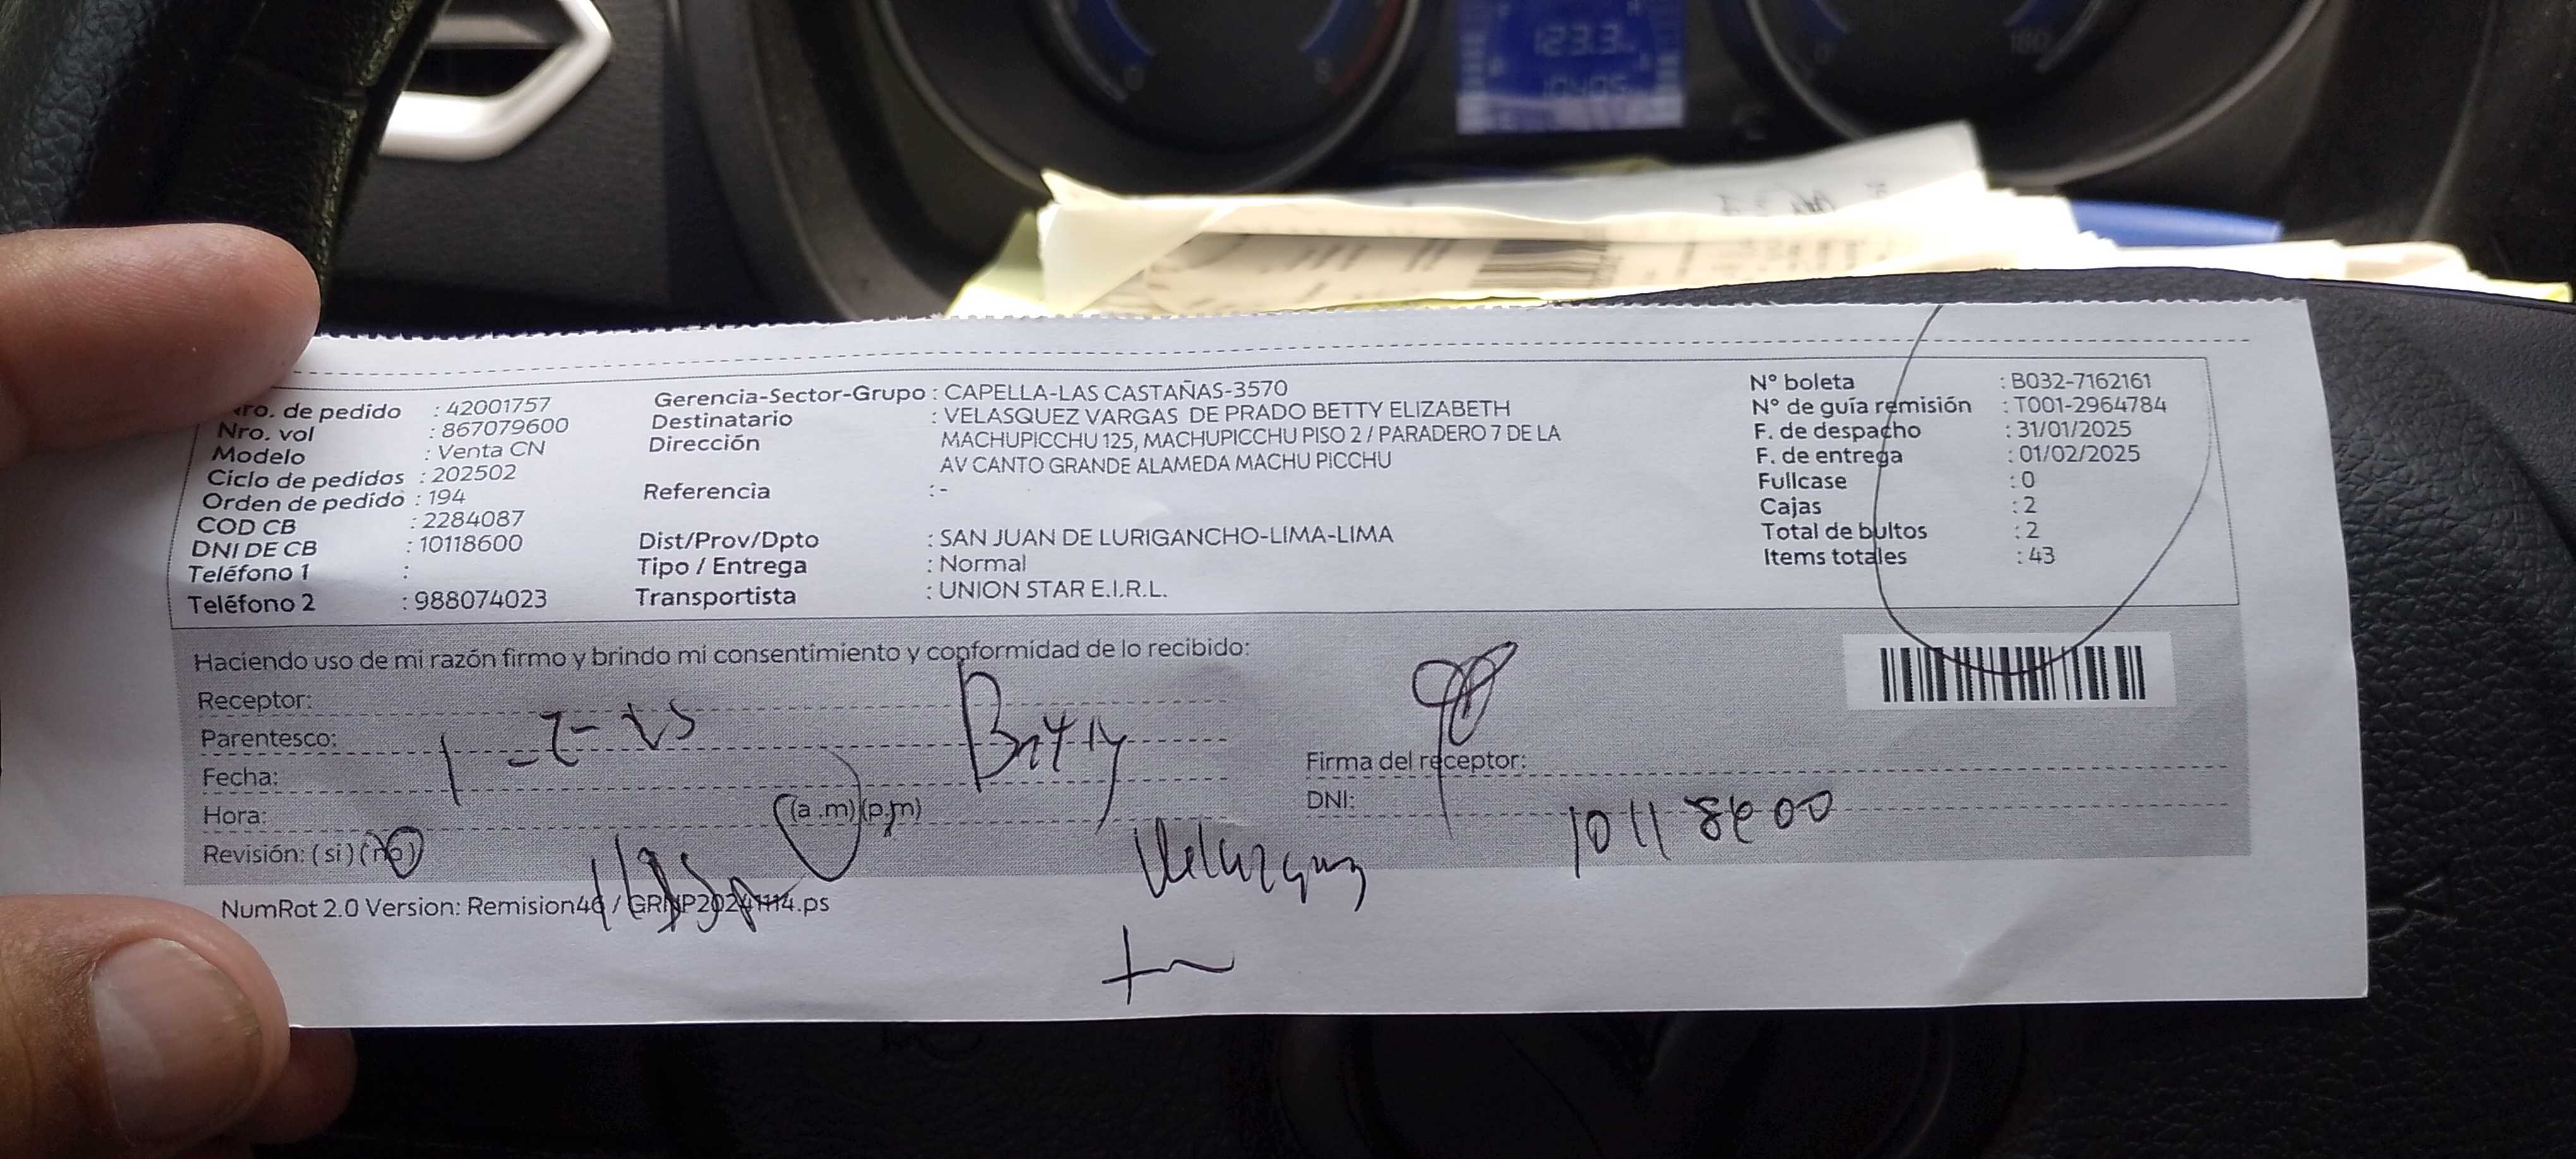 123.3
Nro. de pedido : 42001757
Nro. vol : 867079600
Modelo : Venta CN
Ciclo de pedidos : 202502
Orden de pedido : 194
COD CB : 2284087
DNI DE CB : 10118600
Teléfono 1 :
Teléfono 2 : 988074023
Gerencia-Sector-Grupo : CAPELLA-LAS CASTAÑAS-3570
Destinatario : VELASQUEZ VARGAS DE PRADO BETTY ELIZABETH
Dirección MACHUPICCHU 125, MACHUPICCHU PISO 2 / PARADERO 7 DE LA
AV CANTO GRANDE ALAMEDA MACHU PICCHU
Referencia : -
Dist/Prov/Dpto : SAN JUAN DE LURIGANCHO-LIMA-LIMA
Tipo / Entrega : Normal
Transportista : UNION STAR E.I.R.L.
N° boleta : B032-7162161
N° de guía remisión : T001-2964784
F. de despacho : 31/01/2025
F. de entrega : 01/02/2025
Fullcase : 0
Cajas : 2
Total de bultos : 2
Items totales : 43
Haciendo uso de mi razón firmo y brindo mi consentimiento y conformidad de lo recibido:
Receptor:
Parentesco:
Fecha: 1-2-25
Hora: (a.m) (p.m)
Revisión: (si) (no)
Betty
Velazquez
Firma del receptor:
DNI: 10118600
NumRot 2.0 Version: Remision46 / GRNP20241114.ps